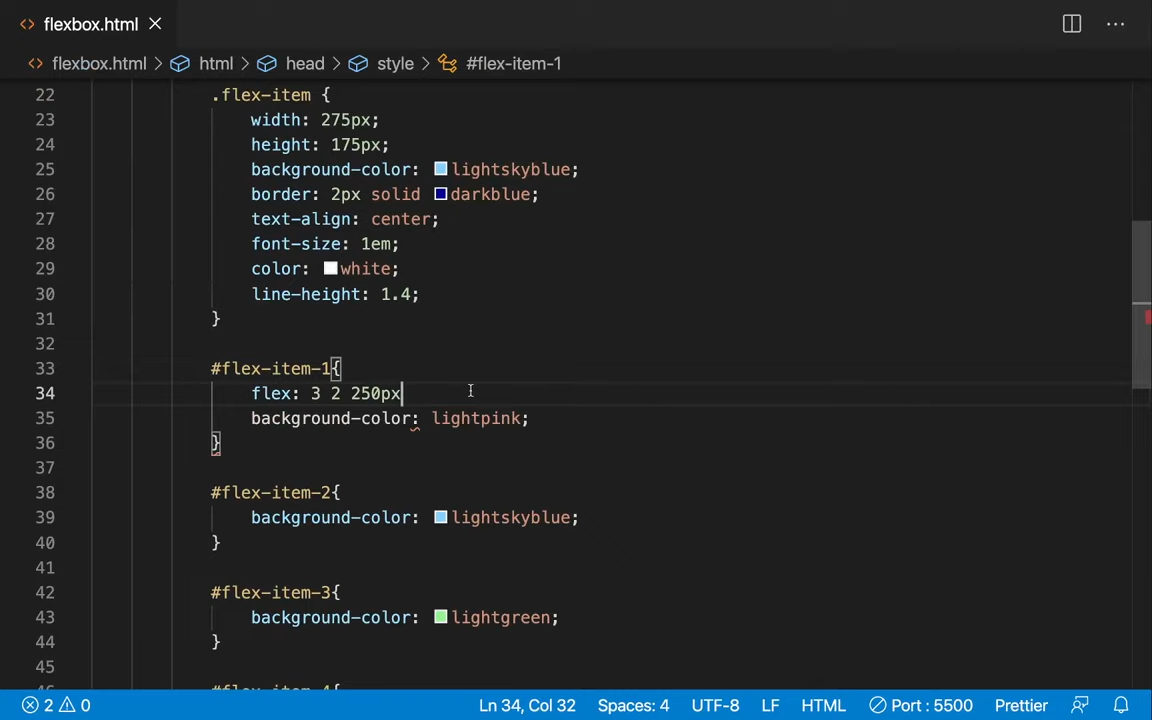 flexbox.html
flexbox.html > html > head > style > #flex-item-1
22 .flex-item {
23 width: 275px;
24 height: 175px;
25 background-color: lightskyblue;
26 border: 2px solid darkblue;
27 text-align: center;
28 font-size: 1em;
29 color: white;
30 line-height: 1.4;
31 }
32
33 #flex-item-1{
34 flex: 3 2 250px
35 background-color: lightpink;
36 }
37
38 #flex-item-2{
39 background-color: lightskyblue;
40 }
41
42 #flex-item-3{
43 background-color: lightgreen;
44 }
45
46 #flex-item-4{
2 0 Ln 34, Col 32 Spaces: 4 UTF-8 LF HTML Port : 5500 Prettier